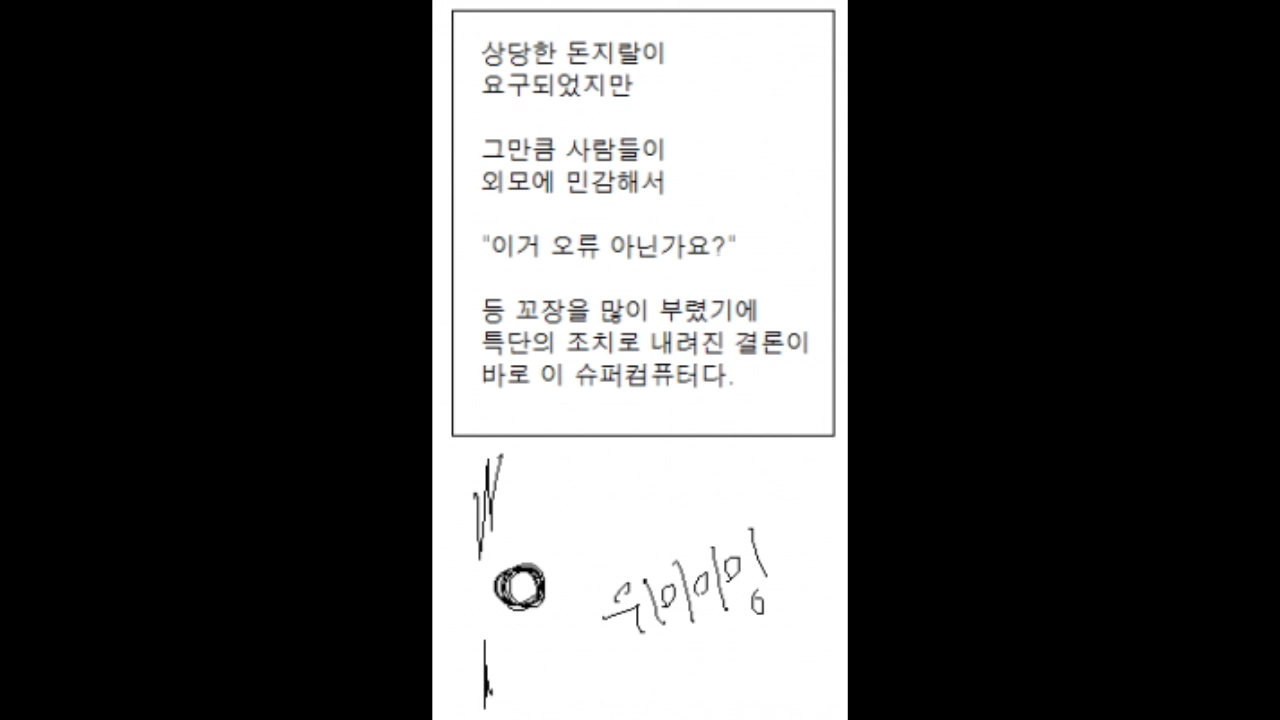 상당한 돈지랄이
요구되었지만
그만큼 사람들이
외모에 민감해서
"이거 오류 아닌가요?"
등 꼬장을 많이 부렸기에
특단의 조치로 내려진 결론이
바로 이 슈퍼컴퓨터다.
위이이잉